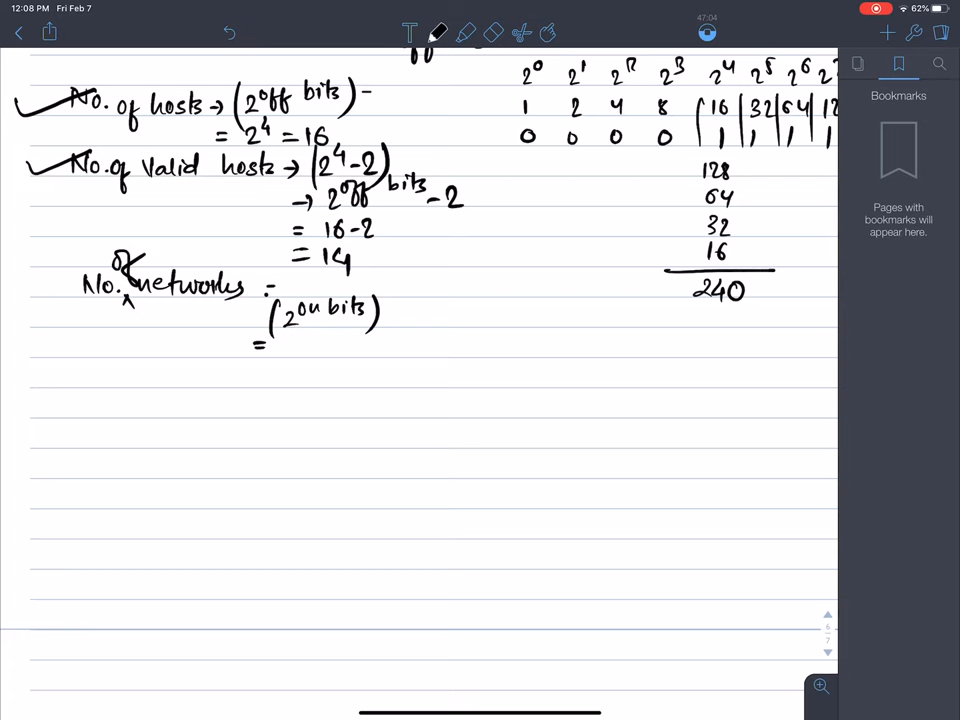 12:08 PM Fri Feb 7
62%
47:04
2^0 2^1 2^2 2^3 2^4 2^5 2^6
No. of hosts → (2^off bits) -
1 2 4 8 16 32 64 12
= 2^4 = 16
0 0 0 0 1 1 1 1
No. of valid hosts → (2^4 - 2)
→ 2^off bits - 2
= 16 - 2
= 14
128
64
32
16
240
No. of networks :-
(2^on bits)
=
Bookmarks
Pages with
bookmarks will
appear here.
6
7